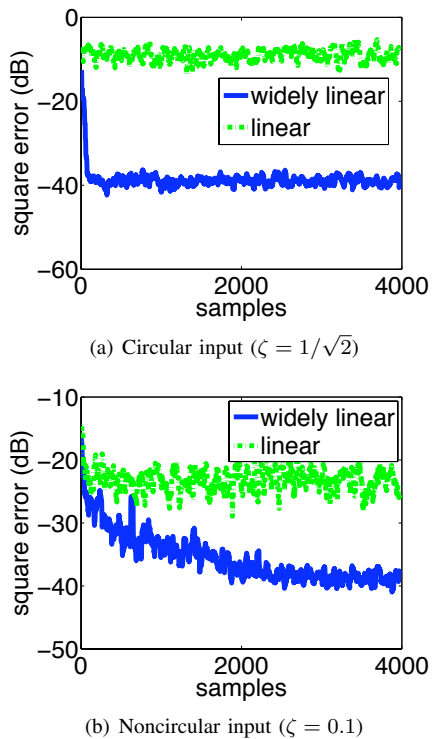 0
−20
−40
−60
square error (dB)
widely linear
linear
0
2000
4000
samples
(a) Circular input (ζ = 1/√2)
−10
−20
−30
−40
−50
square error (dB)
widely linear
linear
0
2000
4000
samples
(b) Noncircular input (ζ = 0.1)